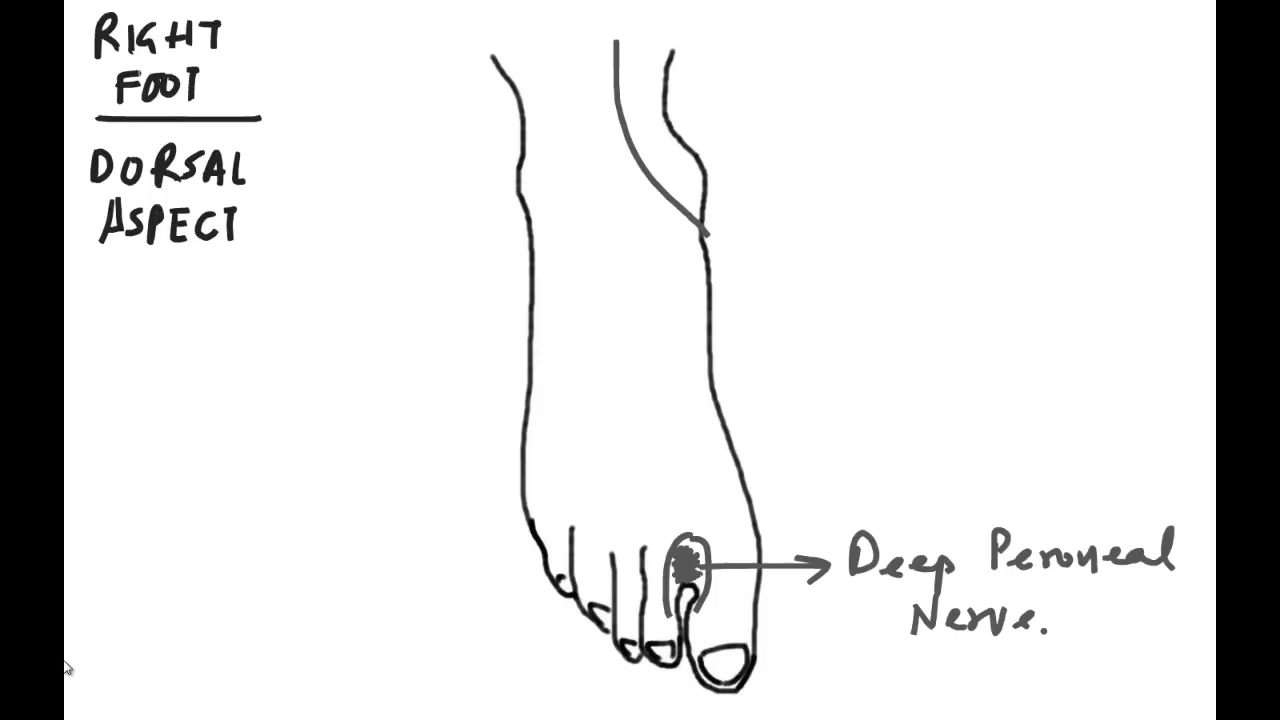 RIGHT
FOOT
DORSAL
ASPECT
Deep Peroneal
Nerve.